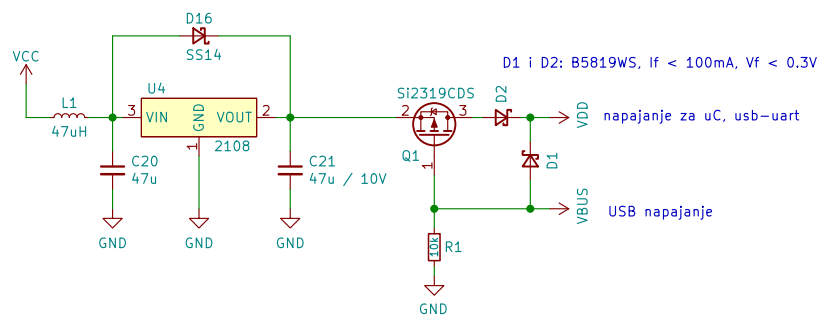 D16
SS14
VCC
D1 i D2: B5819WS, If < 100mA, Vf < 0.3V
L1
47uH
U4
3
VIN
GND
VOUT
2
1
2108
Si2319CDS
2
3
Q1
1
D2
VDD
napajanje za uC, usb-uart
C20
47u
C21
47u / 10V
D1
VBUS
USB napajanje
GND
GND
GND
10k
R1
GND